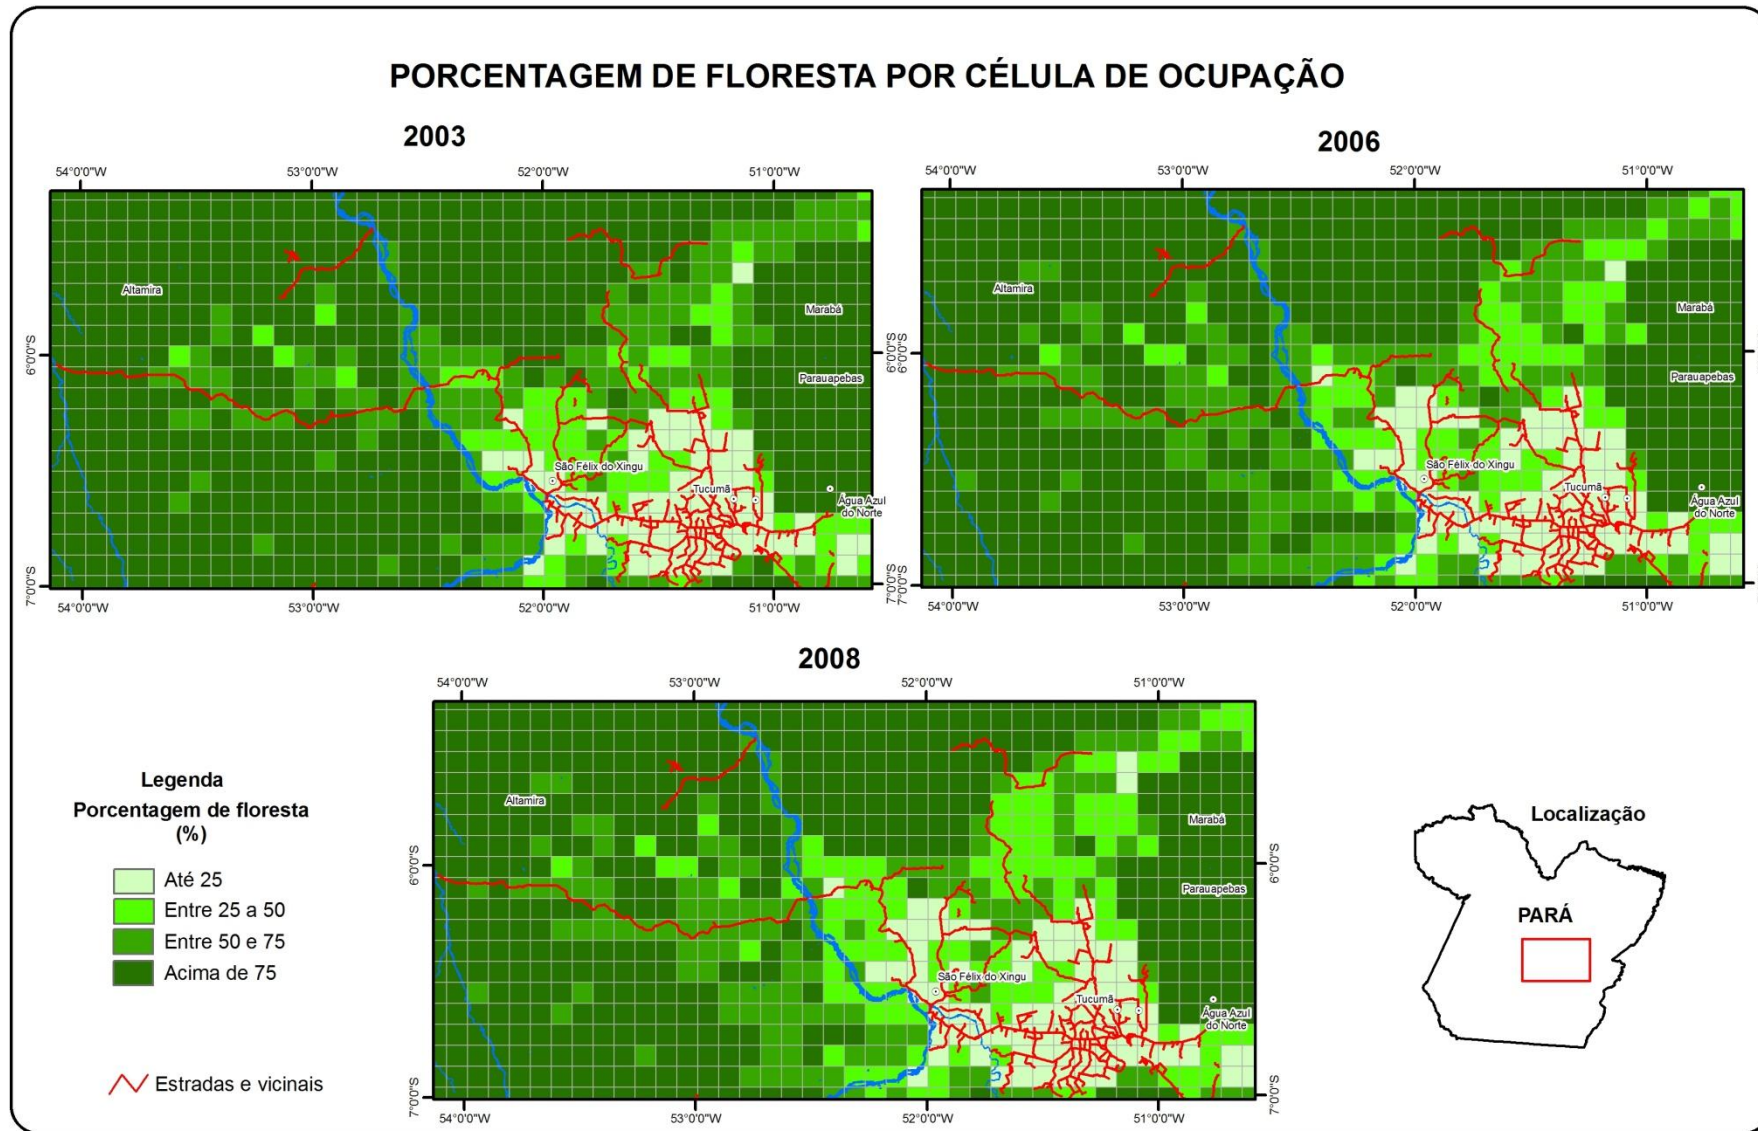 PORCENTAGEM DE FLORESTA POR CÉLULA DE OCUPAÇÃO
2003
54°0'0"W 53°0'0"W 52°0'0"W 51°0'0"W
Altamira
Marabá
6°0'0"S 6°0'0"S
Parauapebas
São Félix do Xingu
Tucumã
Água Azul
do Norte
7°0'0"S 7°0'0"S
54°0'0"W 53°0'0"W 52°0'0"W 51°0'0"W
2006
54°0'0"W 53°0'0"W 52°0'0"W 51°0'0"W
Altamira
Marabá
6°0'0"S
Parauapebas
São Félix do Xingu
Tucumã
Água Azul
do Norte
7°0'0"S
54°0'0"W 53°0'0"W 52°0'0"W 51°0'0"W
2008
54°0'0"W 53°0'0"W 52°0'0"W 51°0'0"W
Altamira
Marabá
6°0'0"S 6°0'0"S
Parauapebas
São Félix do Xingu
Tucumã
Água Azul
do Norte
7°0'0"S 7°0'0"S
54°0'0"W 53°0'0"W 52°0'0"W 51°0'0"W
Legenda
Porcentagem de floresta
(%)
Até 25
Entre 25 a 50
Entre 50 e 75
Acima de 75
Estradas e vicinais
Localização
PARÁ